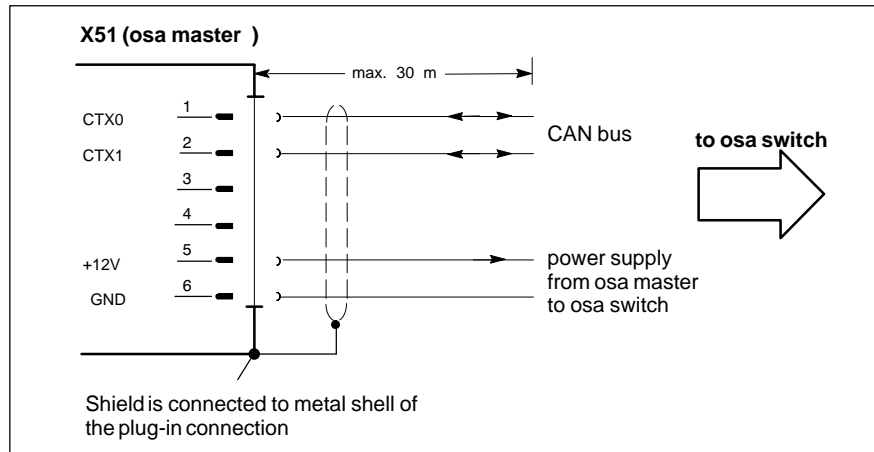 X51 (osa master )
max. 30 m
CTX0 1
CTX1 2
3
4
+12V 5
GND 6
CAN bus
to osa switch
power supply
from osa master
to osa switch
Shield is connected to metal shell of
the plug-in connection